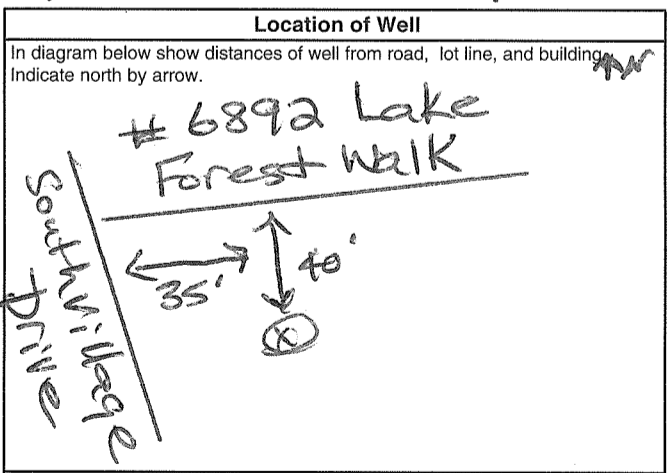 Location of Well
In diagram below show distances of well from road, lot line, and building.
Indicate north by arrow.
# 6892 Lake
Forest Walk
Southvillage
Drive
35'
40'
X